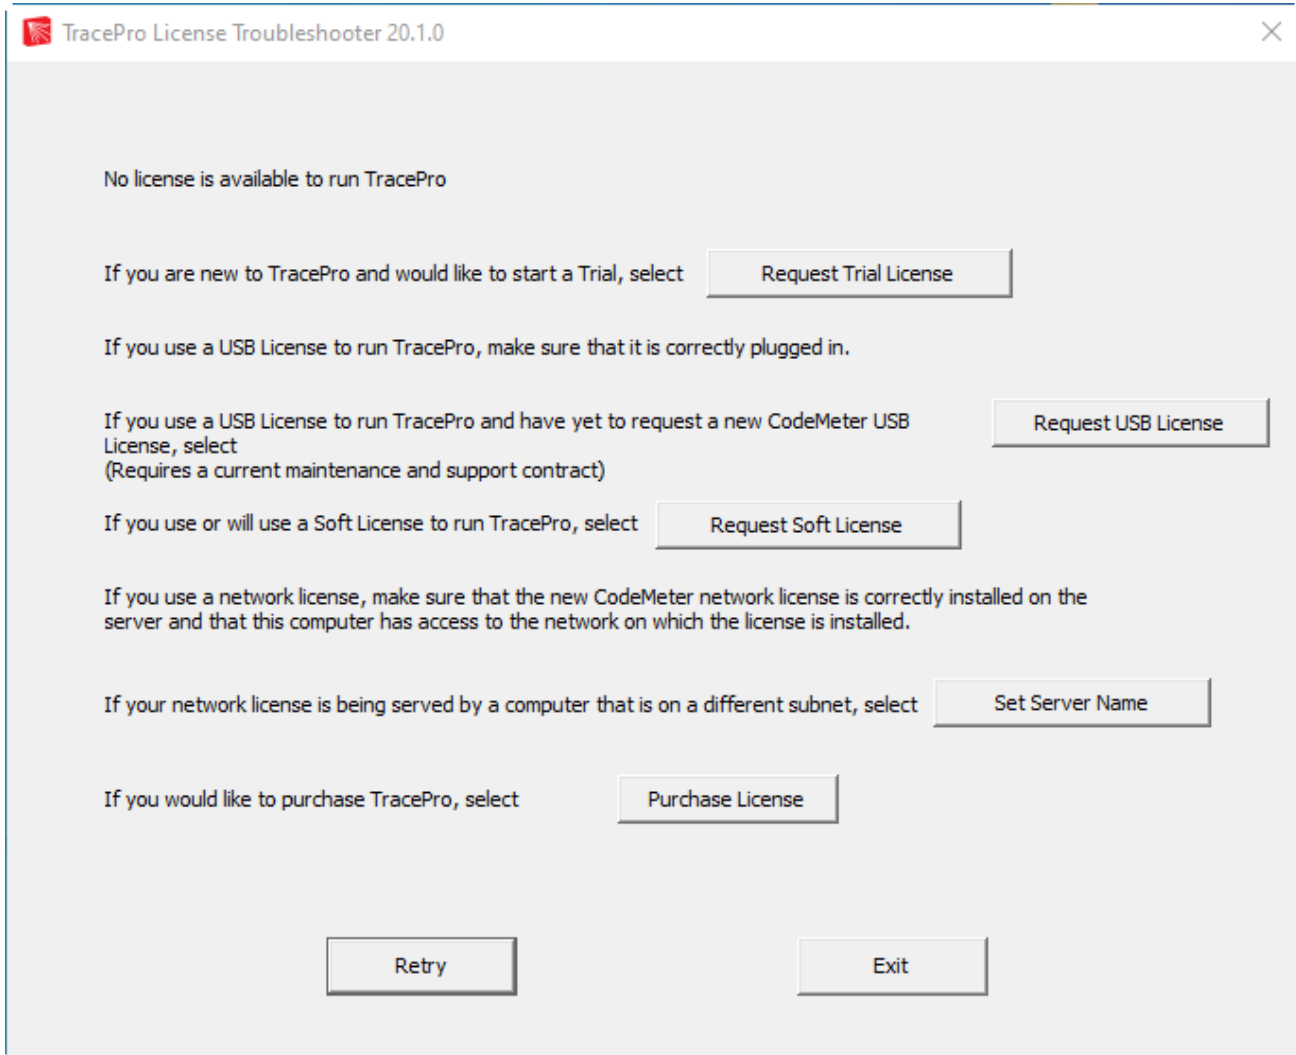 TracePro License Troubleshooter 20.1.0
No license is available to run TracePro
If you are new to TracePro and would like to start a Trial, select
Request Trial License
If you use a USB License to run TracePro, make sure that it is correctly plugged in.
If you use a USB License to run TracePro and have yet to request a new CodeMeter USB
License, select
(Requires a current maintenance and support contract)
Request USB License
If you use or will use a Soft License to run TracePro, select
Request Soft License
If you use a network license, make sure that the new CodeMeter network license is correctly installed on the
server and that this computer has access to the network on which the license is installed.
If your network license is being served by a computer that is on a different subnet, select
Set Server Name
If you would like to purchase TracePro, select
Purchase License
Retry
Exit